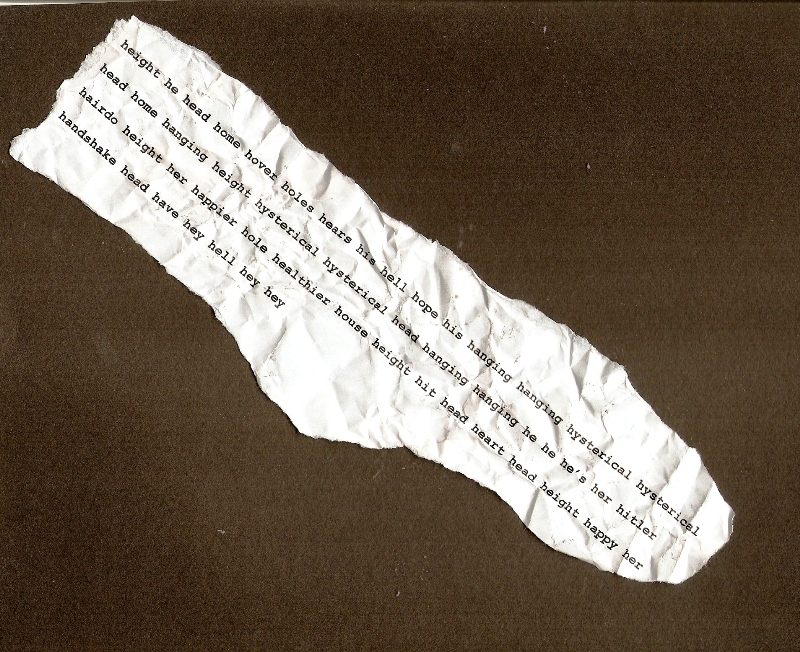 height he head home hover holes hears his hell hope his hanging hanging hysterical hysterical
head home hanging height hysterical hysterical head hanging hanging he he he's her hitler
hairdo height her happier hole healthier house height hit head heart head height happy her
handshake head have hey hell hey hey